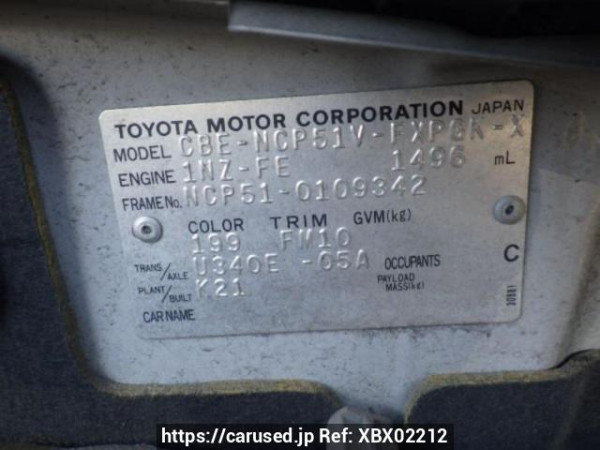 TOYOTA MOTOR CORPORATION JAPAN
MODEL CBE-NCP51V-FXPGK-X
ENGINE 1NZ-FE 1496 mL
FRAME No. NCP51-0109342
COLOR TRIM GVM(kg)
199 FM10
TRANS/AXLE U340E -05A OCCUPANTS C
PLANT/BUILT K21 PAYLOAD MASS(kg)
CAR NAME
https://carused.jp Ref: XBX02212